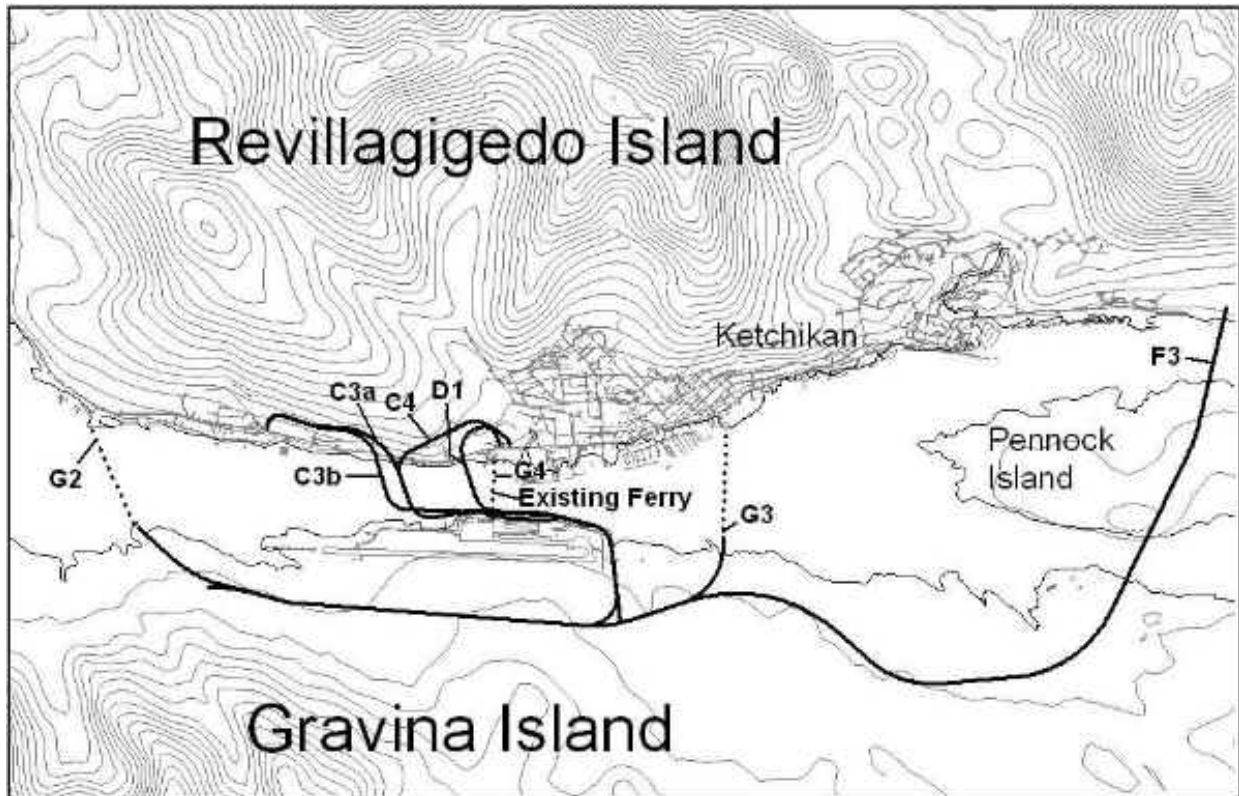 Revillagigedo Island
Ketchikan
F3
C3a
C4
D1
Pennock
Island
G2
C3b
G4
Existing Ferry
G3
Gravina Island